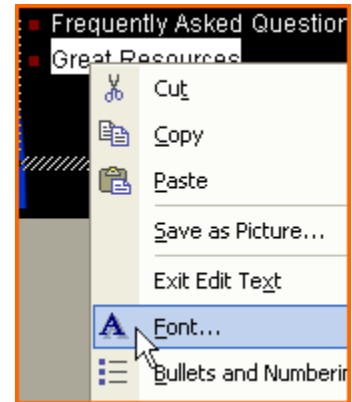 Frequently Asked Question
Great Resources
Cut
Copy
Paste
Save as Picture...
Exit Edit Text
Font...
Bullets and Numberin